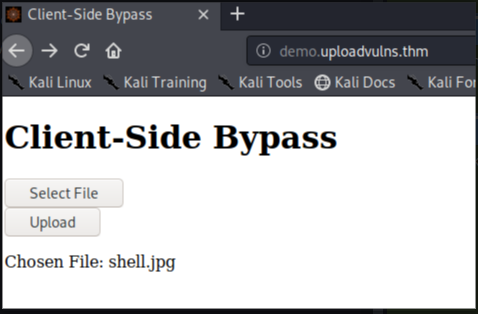 Client-Side Bypass
demo.uploadvulns.thm
Kali Linux Kali Training Kali Tools Kali Docs Kali For
Client-Side Bypass
Select File
Upload
Chosen File: shell.jpg